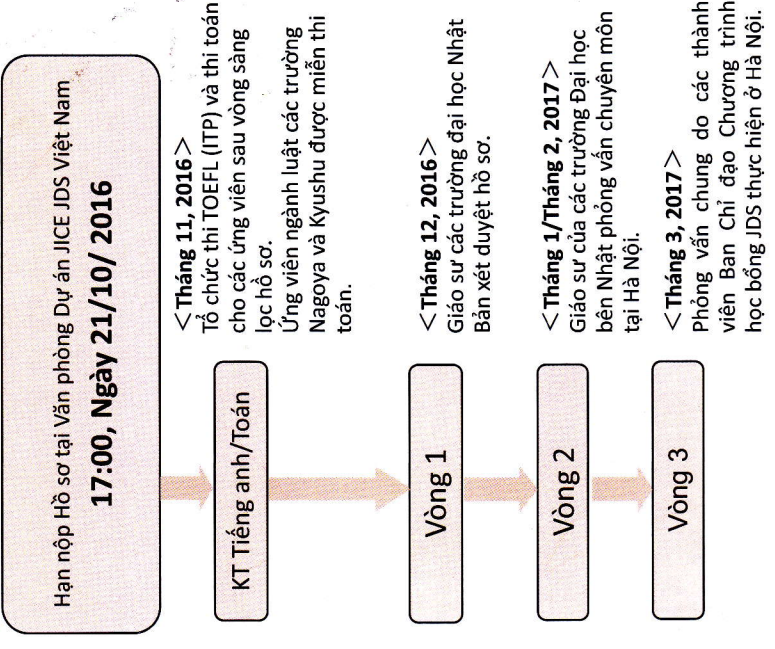 Hạn nộp Hồ sơ tại Văn phòng Dự án JICE JDS Việt Nam
17:00, Ngày 21/10/ 2016
KT Tiếng anh/Toán
<Tháng 11, 2016>
Tổ chức thi TOEFL (ITP) và thi toán
cho các ứng viên sau vòng sàng
lọc hồ sơ.
Ứng viên ngành luật các trường
Nagoya và Kyushu được miễn thi
toán.
Vòng 1
<Tháng 12, 2016>
Giáo sư các trường đại học Nhật
Bản xét duyệt hồ sơ.
Vòng 2
<Tháng 1/Tháng 2, 2017>
Giáo sư của các trường Đại học
bên Nhật phỏng vấn chuyên môn
tại Hà Nội.
Vòng 3
<Tháng 3, 2017>
Phỏng vấn chung do các thành
viên Ban Chỉ đạo Chương trình
học bổng JDS thực hiện ở Hà Nội.